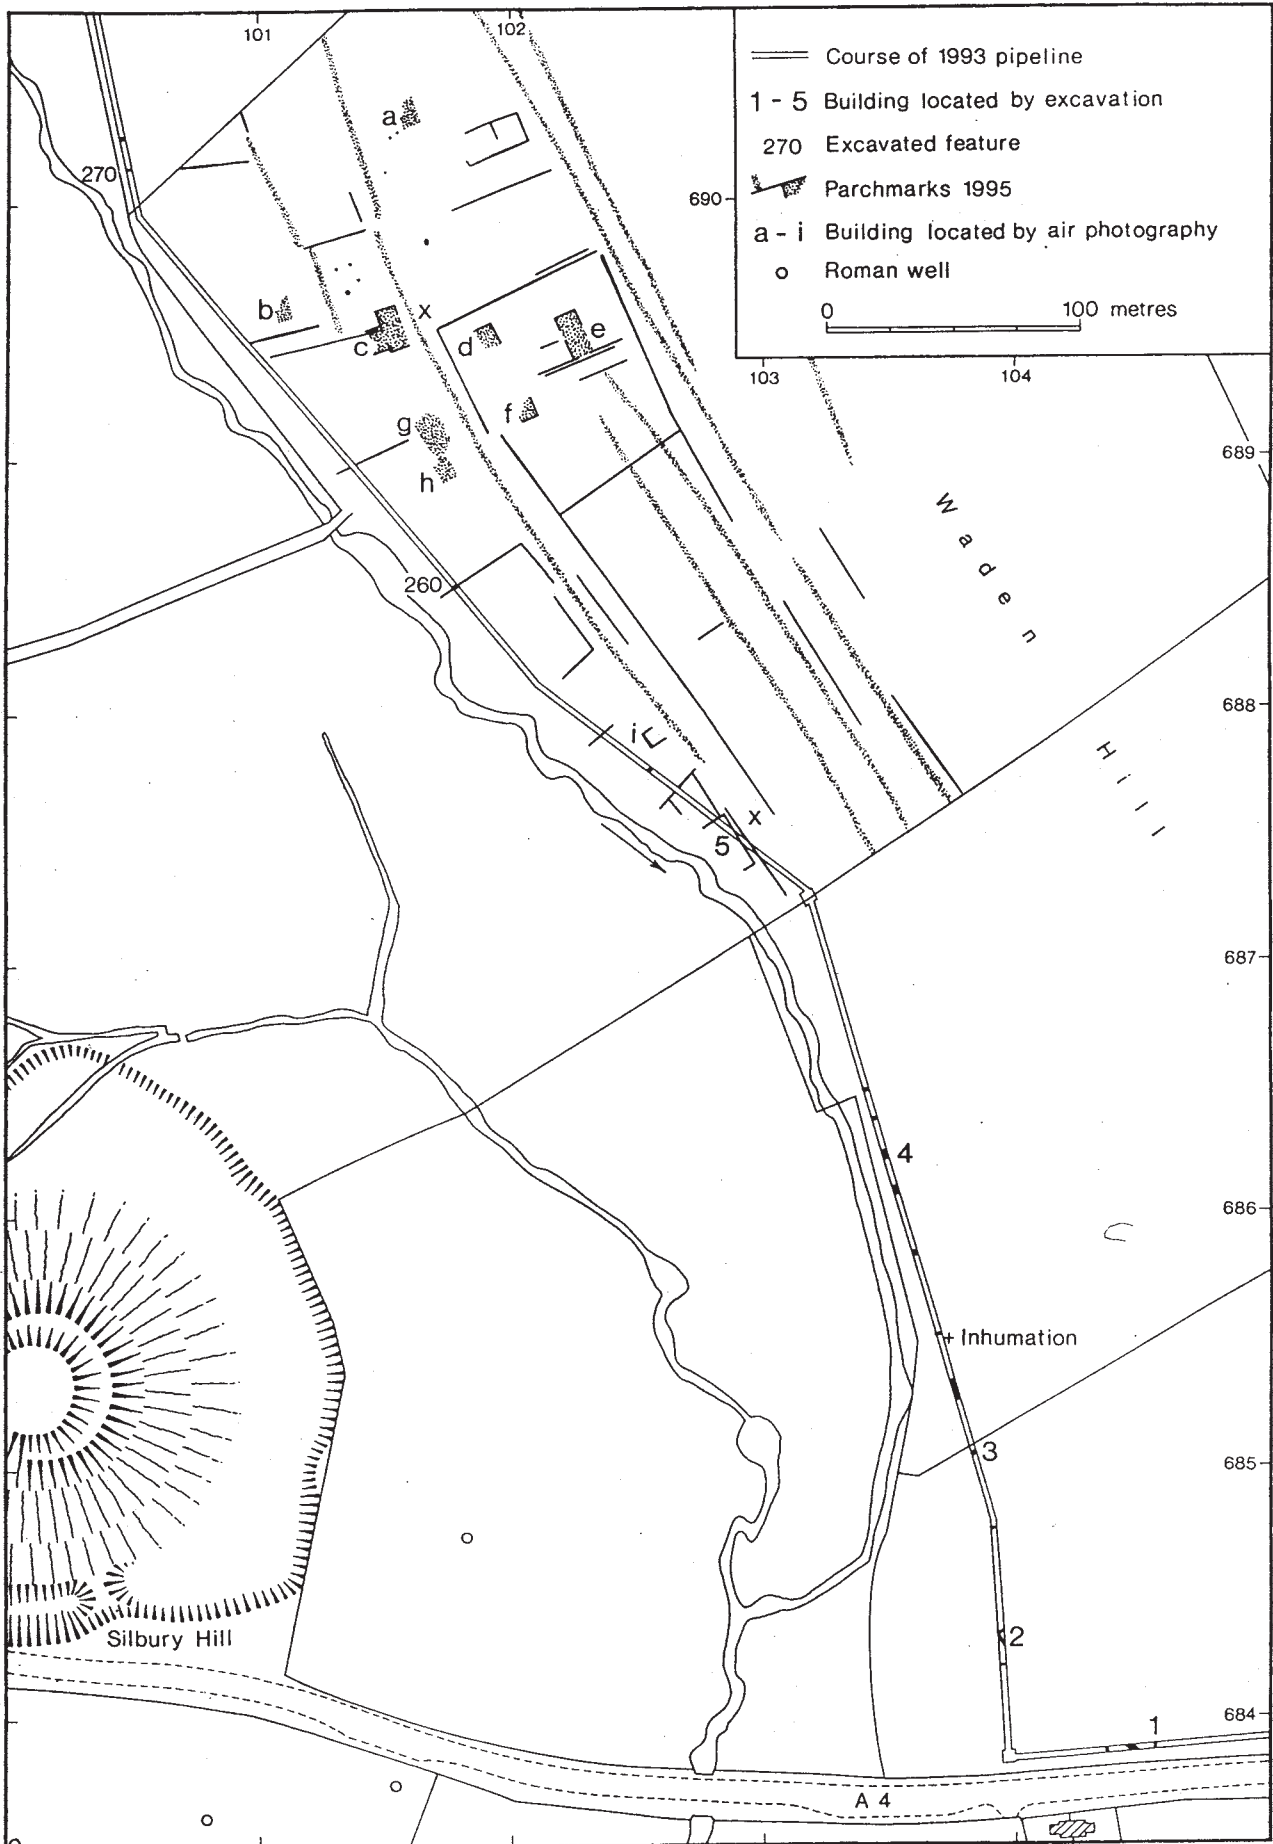 101
102
Course of 1993 pipeline
1 - 5 Building located by excavation
270 Excavated feature
Parchmarks 1995
a - i Building located by air photography
Roman well
0 100 metres
690
103
104
a
270
b
c
x
d
e
f
g
h
689
Waden
Hill
260
688
i
x
5
687
4
686
Inhumation
3
685
Silbury Hill
2
1
684
A 4